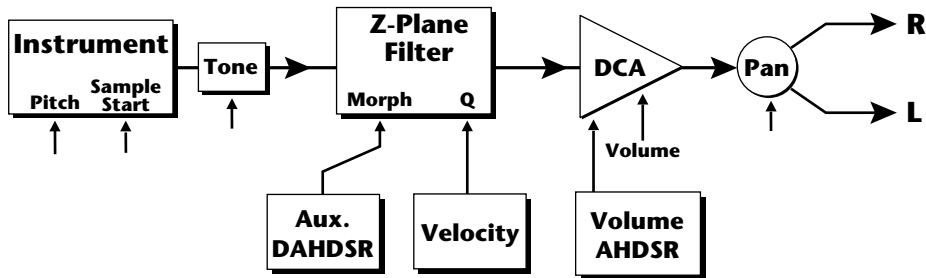 Instrument
Pitch
Sample
Start
Tone
Z-Plane
Filter
Morph Q
DCA
Volume
Pan
R
L
Aux.
DAHDSR
Velocity
Volume
AHDSR